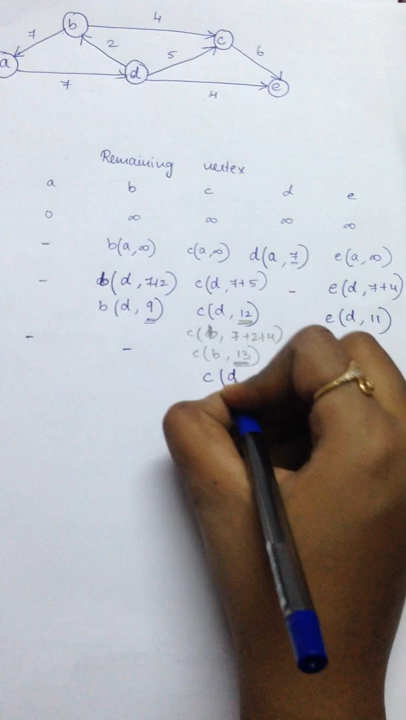 b 4 c
7 2 5 6
a 7 d 4 e
Remaining vertex
a b c d e
0 ∞ ∞ ∞ ∞
- b(a,∞) c(a,∞) d(a,7) e(a,∞)
- b(d,7+2) c(d,7+5) - e(d,7+4)
b(d,9) c(d,12) e(d,11)
c(b,7+2+4)
- - c(b,13)
c(d